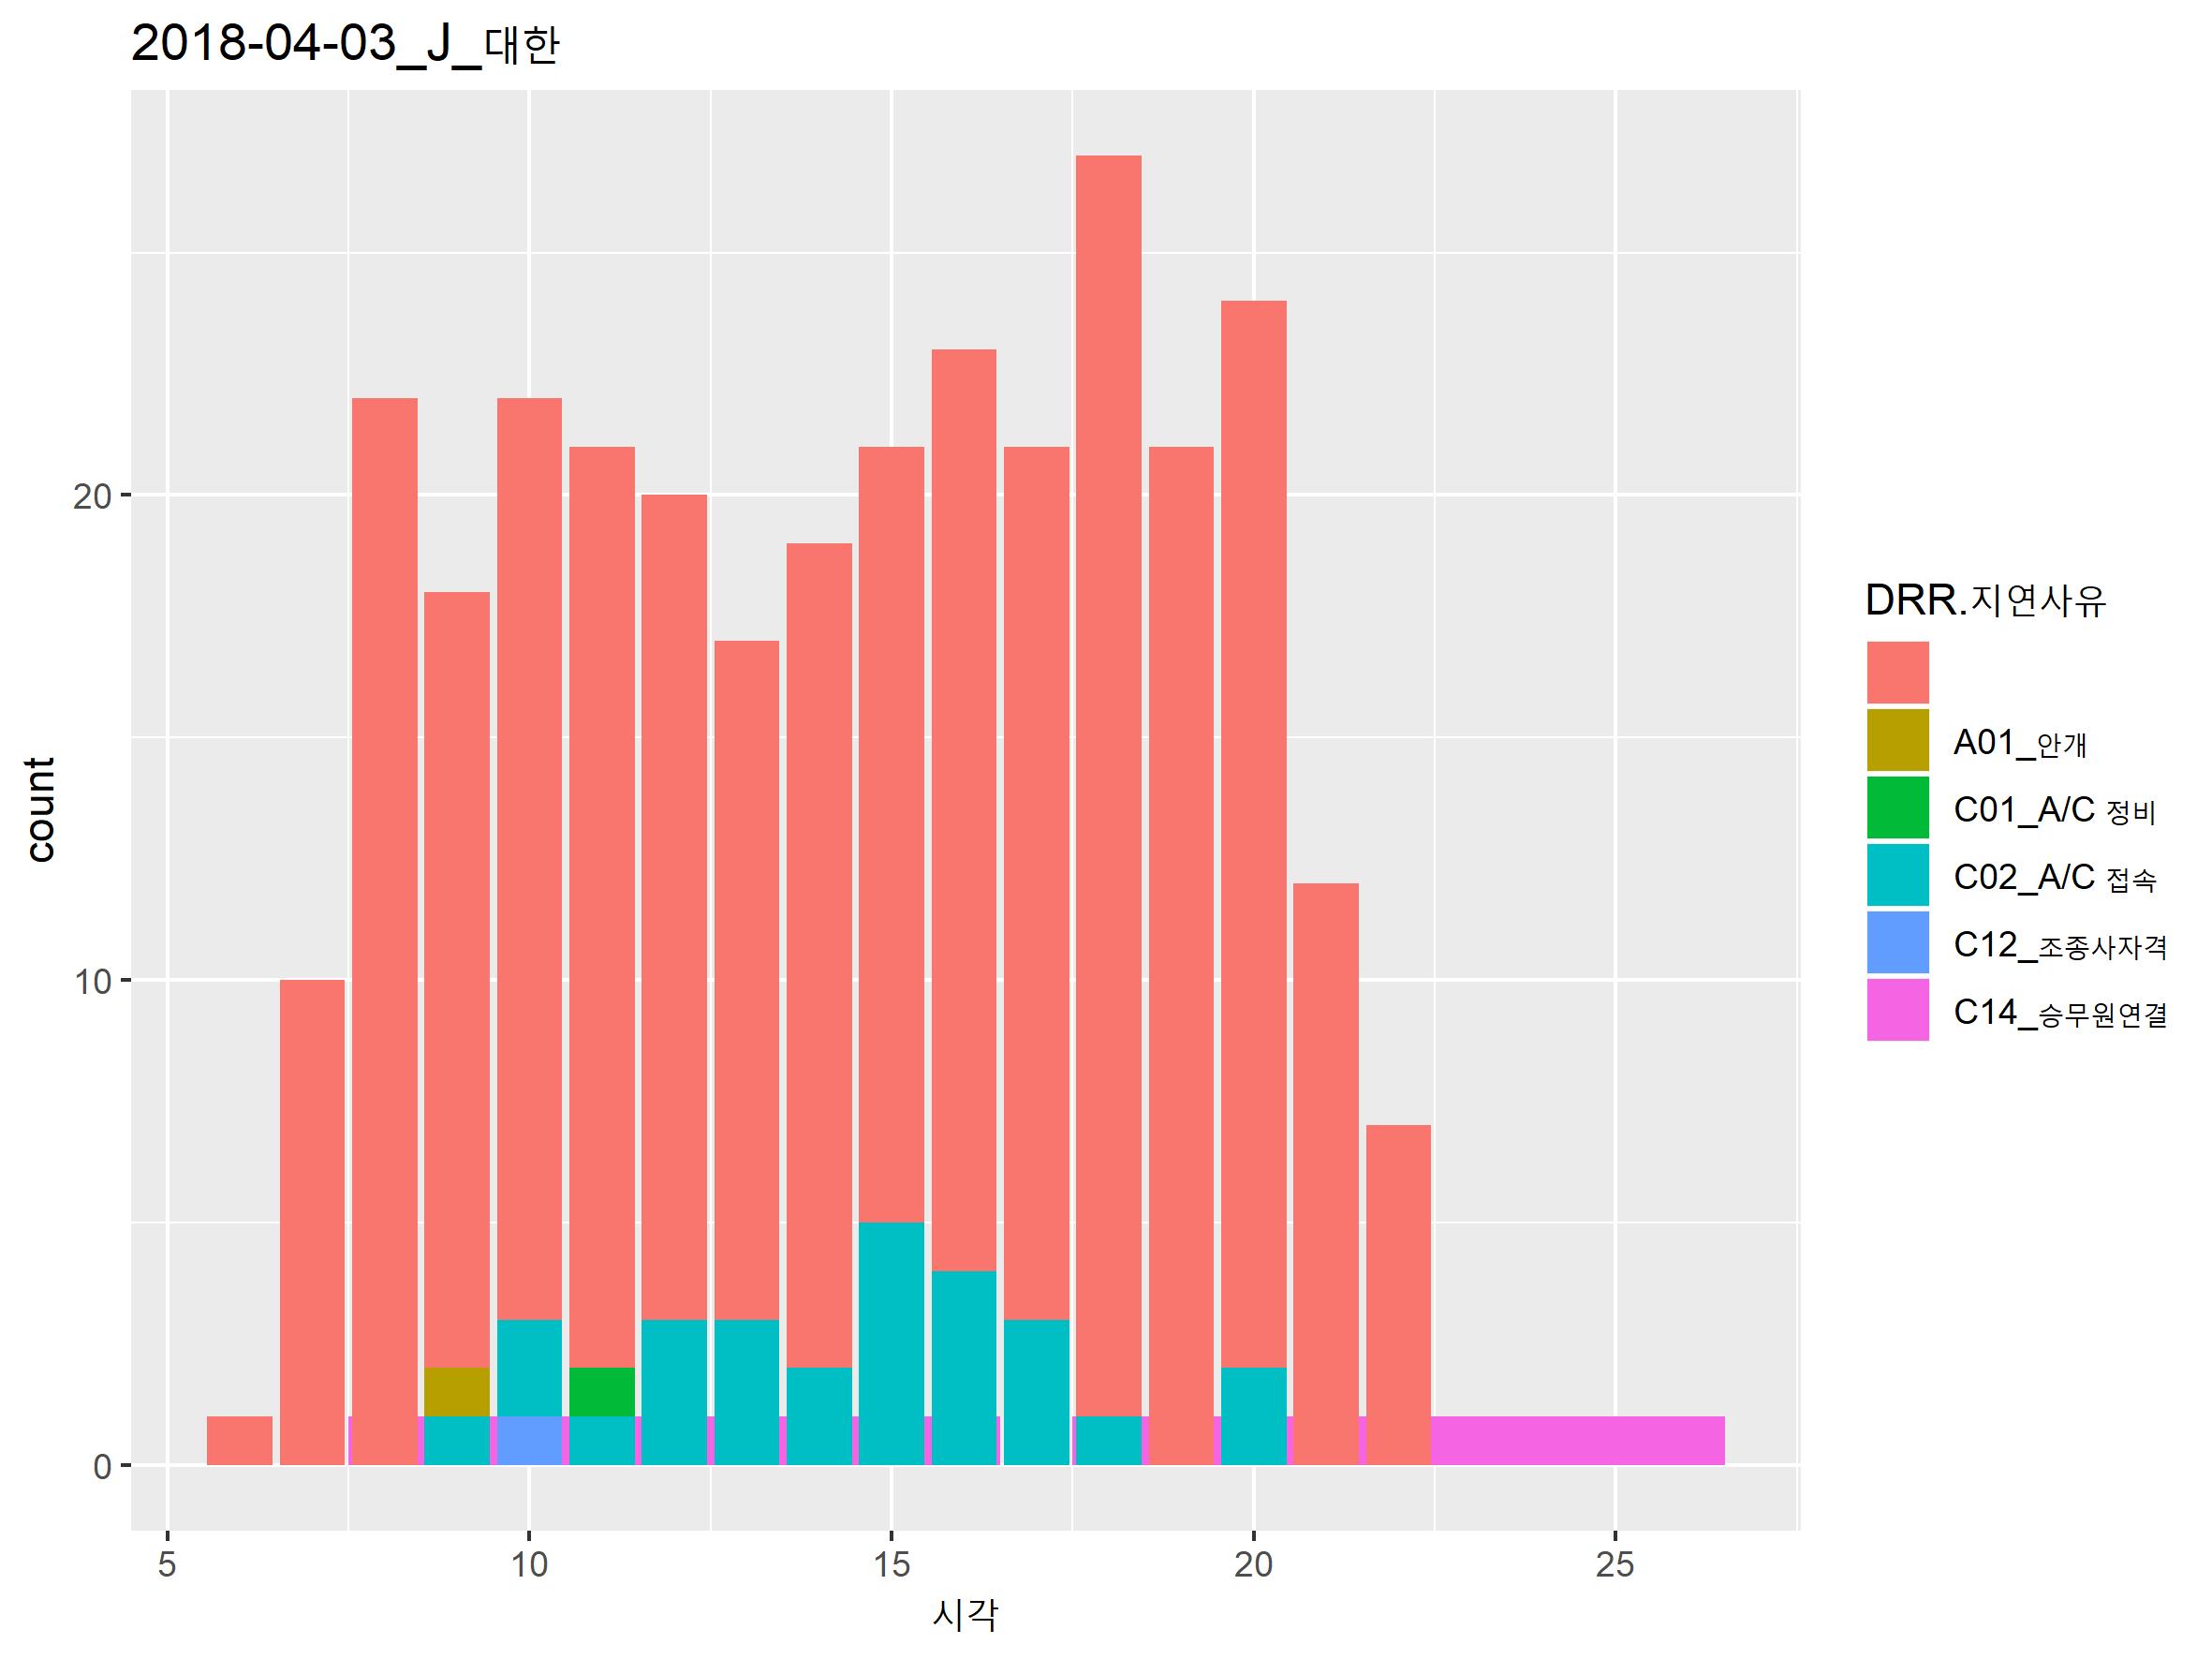 2018-04-03_J_대한
count
20
10
0
5 10 15 20 25
시각
DRR.지연사유
A01_안개
C01_A/C 정비
C02_A/C 접속
C12_조종사자격
C14_승무원연결